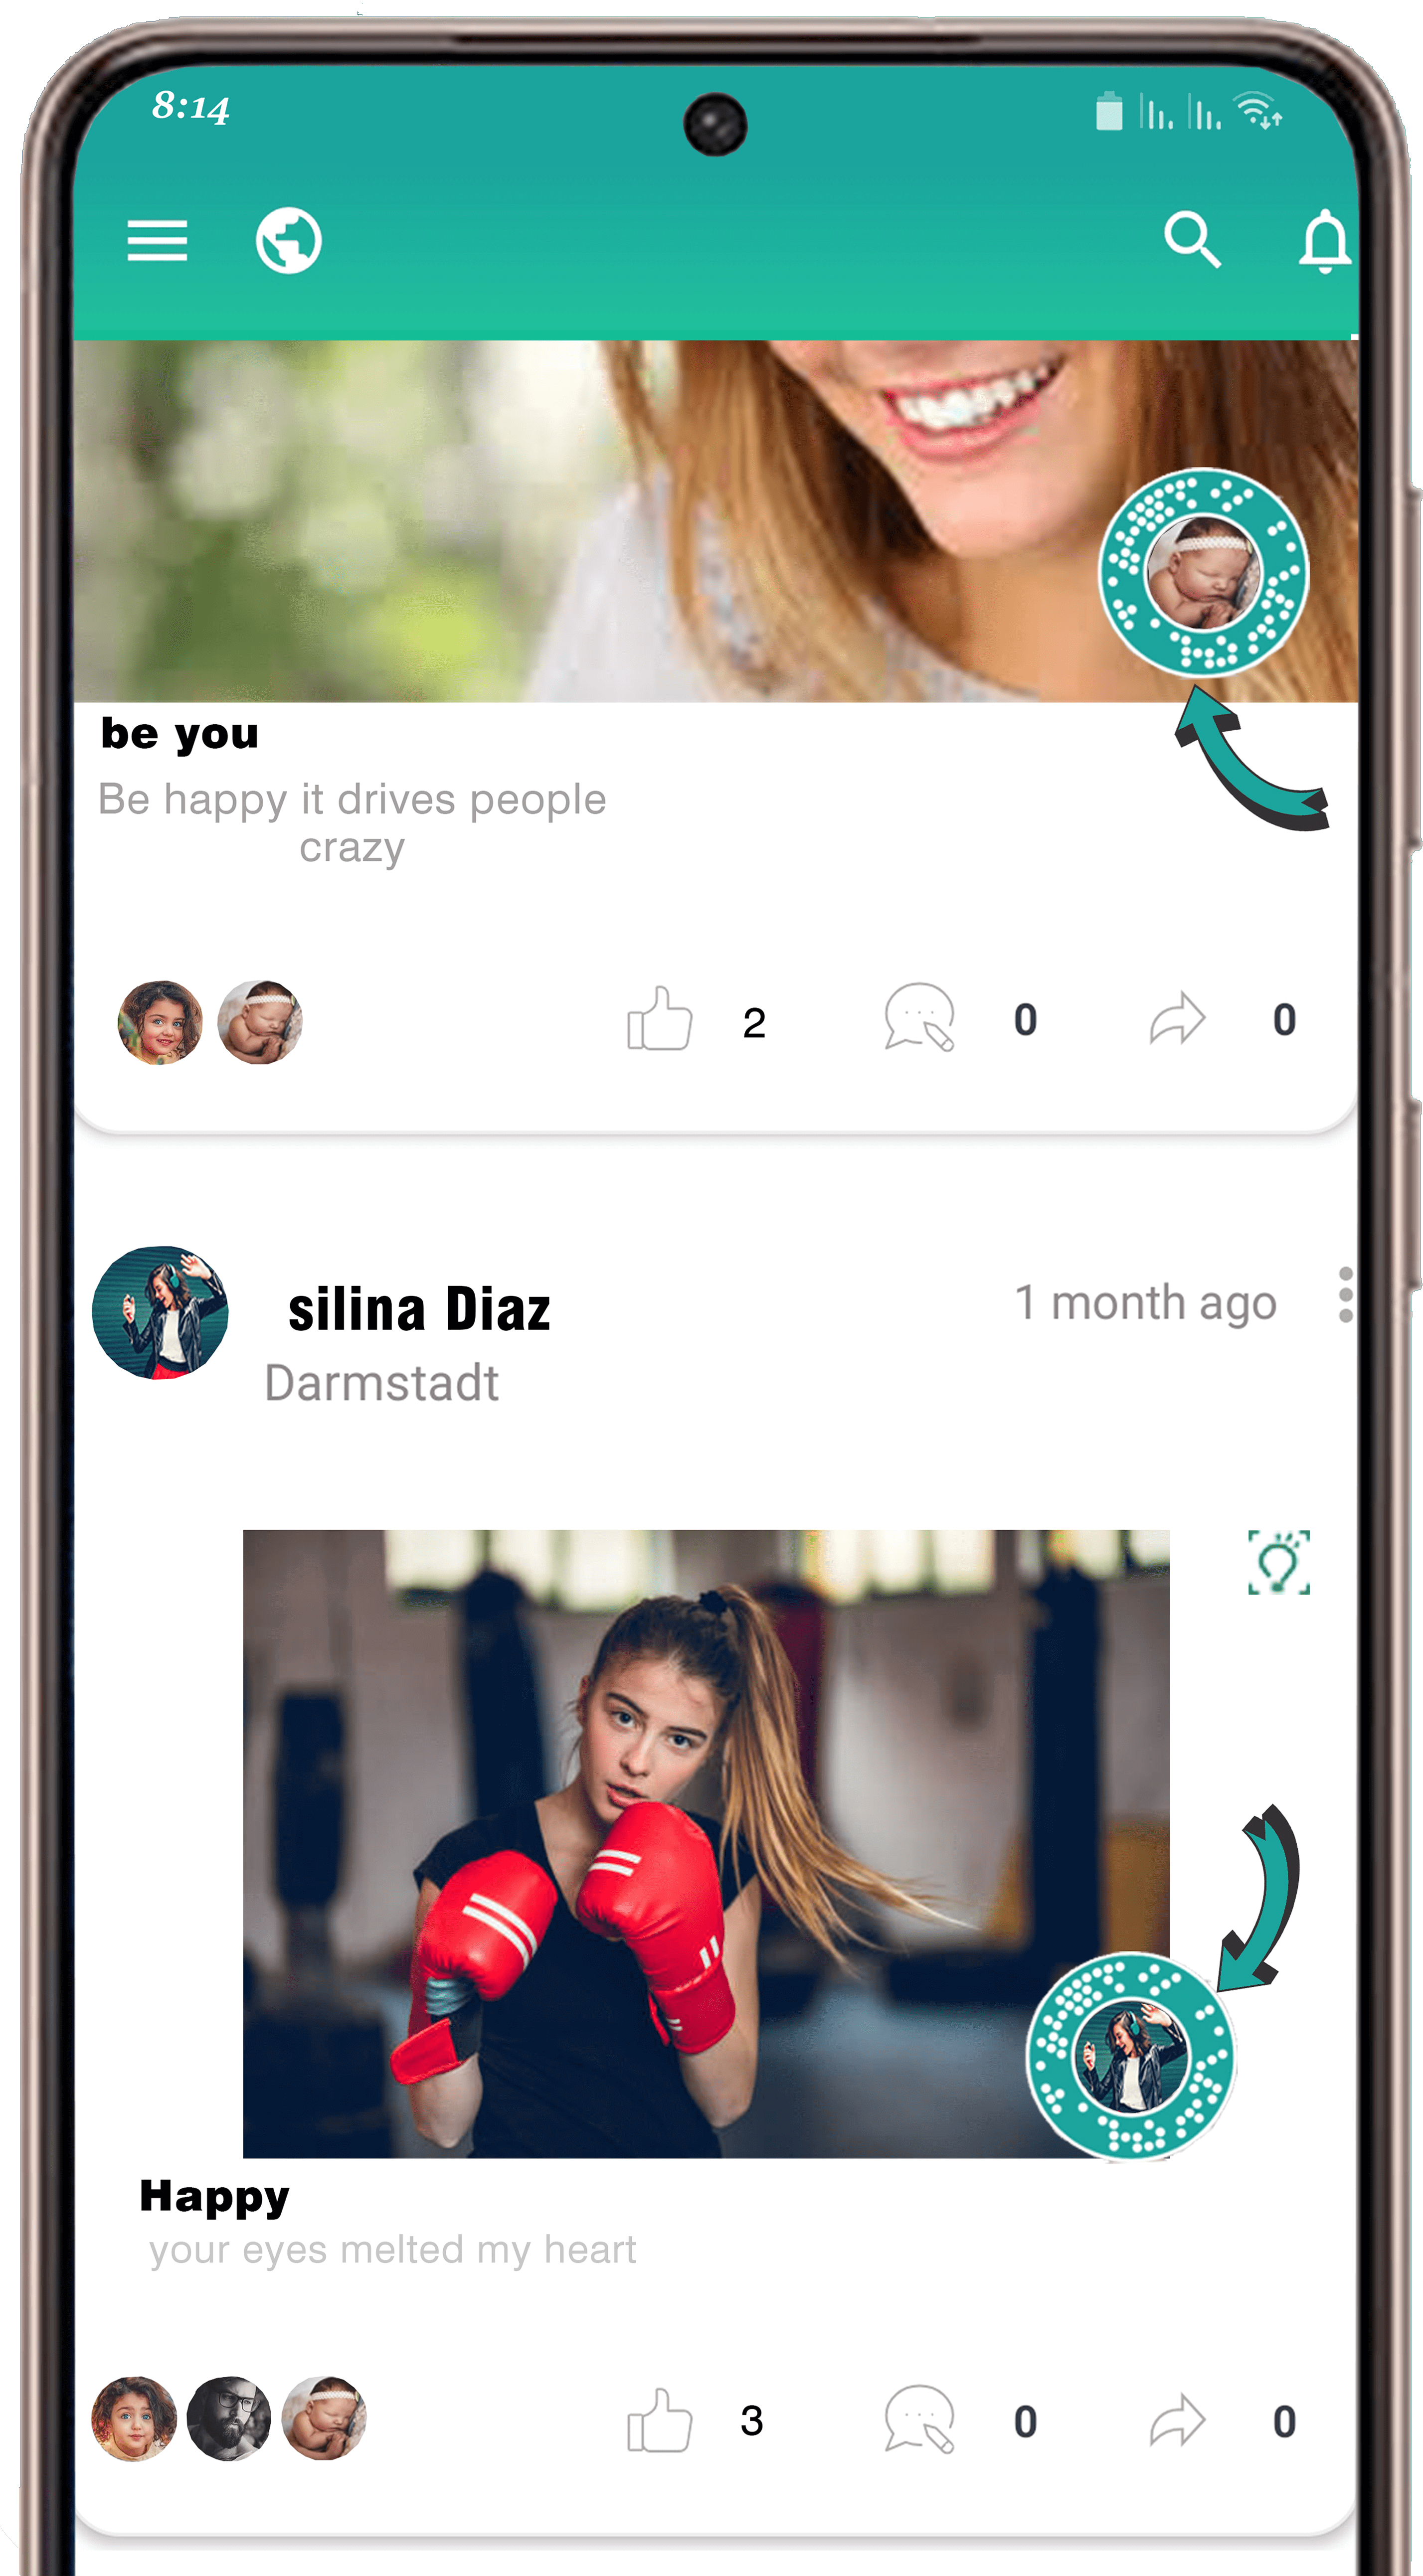 8:14
be you
Be happy it drives people
crazy
2
0
0
silina Diaz
1 month ago
Darmstadt
Happy
your eyes melted my heart
3
0
0